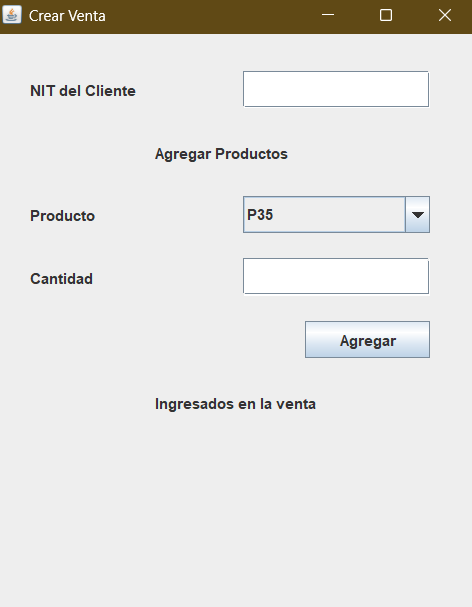 Crear Venta
NIT del Cliente
Agregar Productos
Producto
P35
Cantidad
Agregar
Ingresados en la venta